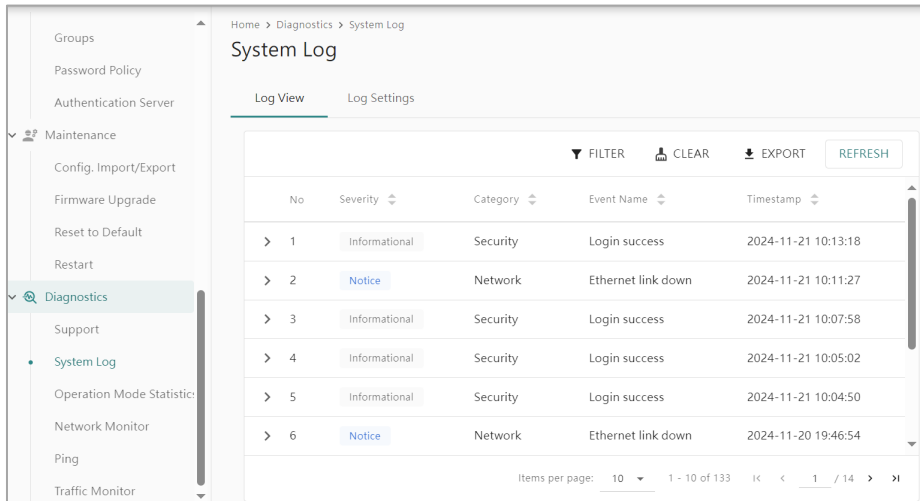 Groups
Password Policy
Authentication Server
Maintenance
Config. Import/Export
Firmware Upgrade
Reset to Default
Restart
Diagnostics
Support
System Log
Operation Mode Statistics
Network Monitor
Ping
Traffic Monitor
Home > Diagnostics > System Log
System Log
Log View Log Settings
FILTER CLEAR EXPORT REFRESH
No Severity Category Event Name Timestamp
1 Informational Security Login success 2024-11-21 10:13:18
2 Notice Network Ethernet link down 2024-11-21 10:11:27
3 Informational Security Login success 2024-11-21 10:07:58
4 Informational Security Login success 2024-11-21 10:05:02
5 Informational Security Login success 2024-11-21 10:04:50
6 Notice Network Ethernet link down 2024-11-20 19:46:54
Items per page: 10 1 - 10 of 133 1 / 14